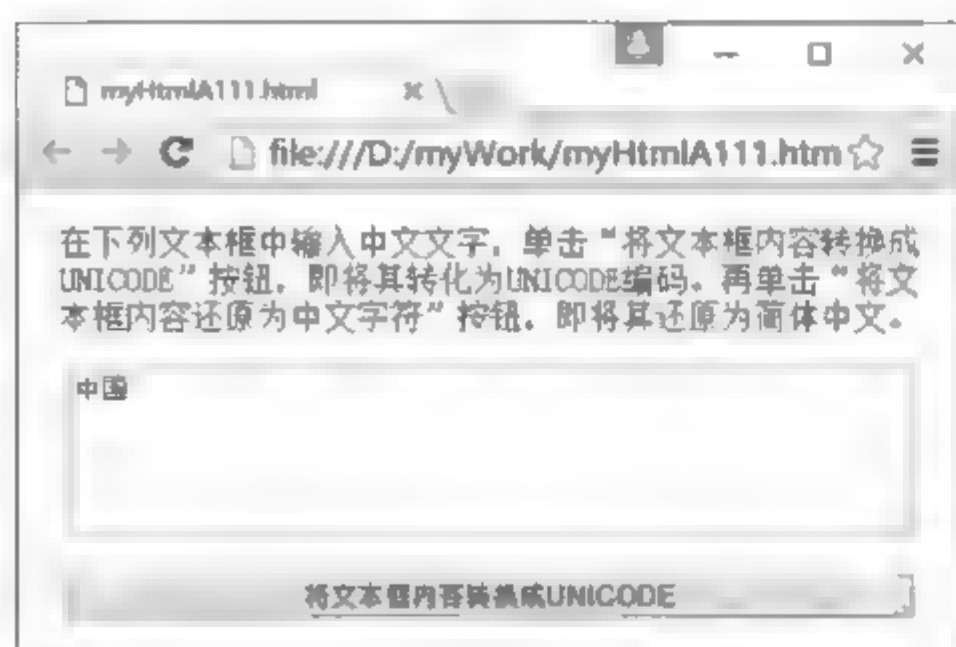 myHtmlA111.html
file:///D:/myWork/myHtmlA111.htm
在下列文本框中输入中文文字，单击“将文本框内容转换成
UNICODE”按钮，即将其转化为UNICODE编码。再单击“将文
本框内容还原为中文字符”按钮，即将其还原为简体中文。
中国
将文本框内容转换成UNICODE